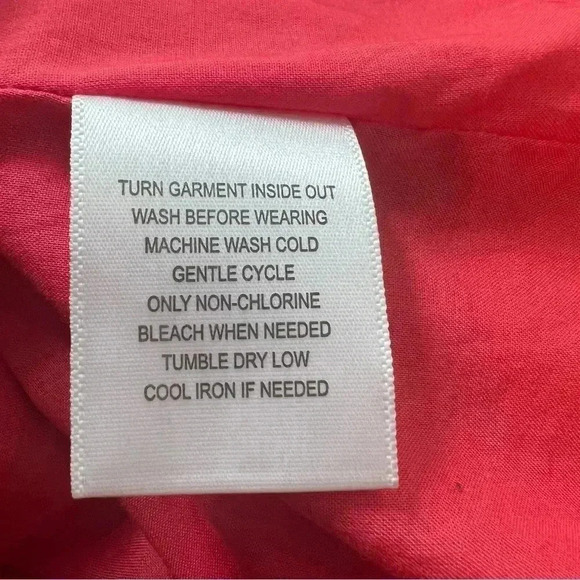 TURN GARMENT INSIDE OUT
WASH BEFORE WEARING
MACHINE WASH COLD
GENTLE CYCLE
ONLY NON-CHLORINE
BLEACH WHEN NEEDED
TUMBLE DRY LOW
COOL IRON IF NEEDED